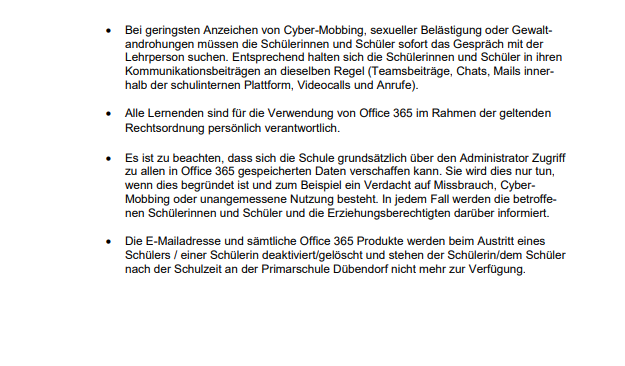 • Bei geringsten Anzeichen von Cyber-Mobbing, sexueller Belästigung oder Gewalt-
androhungen müssen die Schülerinnen und Schüler sofort das Gespräch mit der
Lehrperson suchen. Entsprechend halten sich die Schülerinnen und Schüler in ihren
Kommunikationsbeiträgen an dieselben Regel (Teamsbeiträge, Chats, Mails inner-
halb der schulinternen Plattform, Videocalls und Anrufe).
• Alle Lernenden sind für die Verwendung von Office 365 im Rahmen der geltenden
Rechtsordnung persönlich verantwortlich.
• Es ist zu beachten, dass sich die Schule grundsätzlich über den Administrator Zugriff
zu allen in Office 365 gespeicherten Daten verschaffen kann. Sie wird dies nur tun,
wenn dies begründet ist und zum Beispiel ein Verdacht auf Missbrauch, Cyber-
Mobbing oder unangemessene Nutzung besteht. In jedem Fall werden die betroffe-
nen Schülerinnen und Schüler und die Erziehungsberechtigten darüber informiert.
• Die E-Mailadresse und sämtliche Office 365 Produkte werden beim Austritt eines
Schülers / einer Schülerin deaktiviert/gelöscht und stehen der Schülerin/dem Schüler
nach der Schulzeit an der Primarschule Dübendorf nicht mehr zur Verfügung.